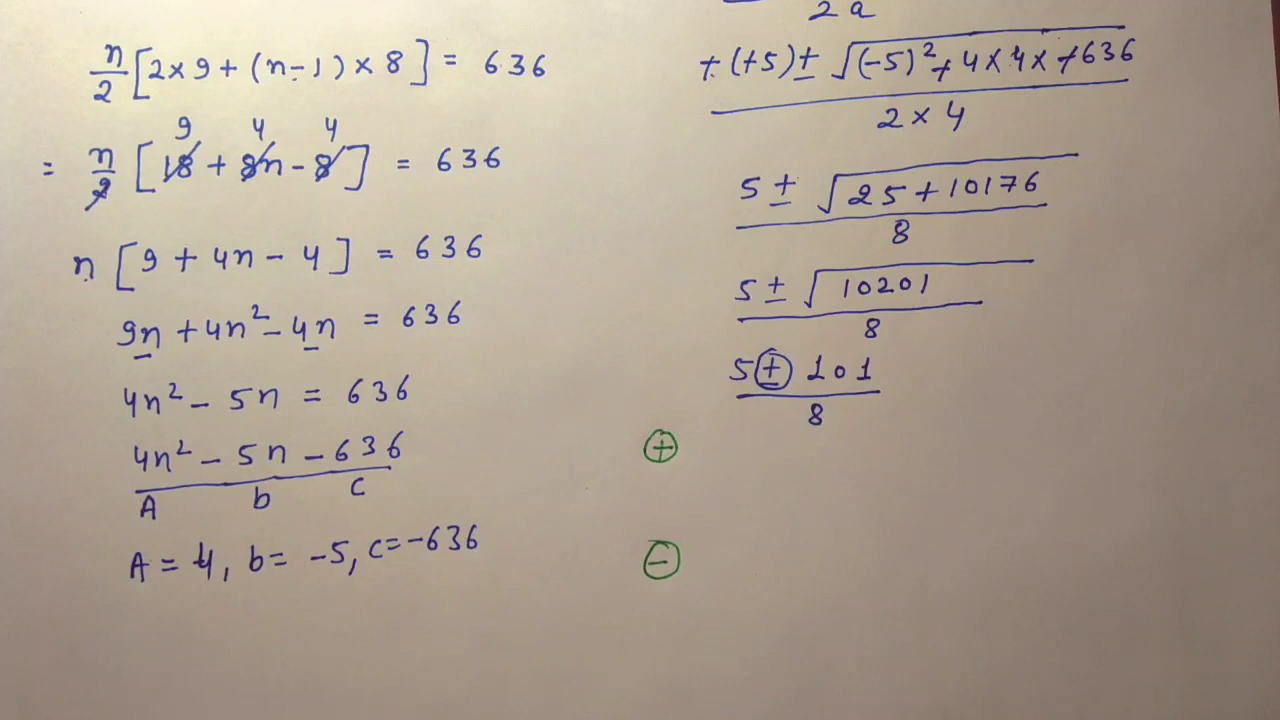 n/2 [2×9+(n-1)×8] = 636
= n/2 [18 + 8n - 8] = 636
9 4 4
n [9 + 4n - 4] = 636
9n + 4n² - 4n = 636
4n² - 5n = 636
4n² - 5n - 636
A b c
A = 4, b = -5, c = -636
2a
+(+5) ± √(-5)² + 4×4×+636
2 × 4
5 ± √25+10176
8
5 ± √10201
8
5 ± 101
8
+
-